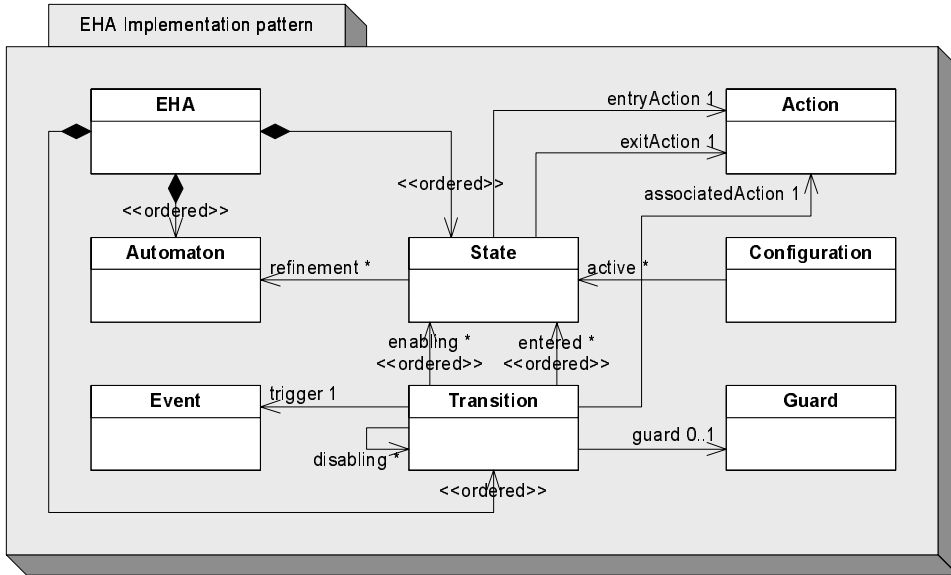 EHA Implementation pattern
EHA
entryAction 1
Action
exitAction 1
<<ordered>>
associatedAction 1
<<ordered>>
Automaton
State
Configuration
refinement *
active *
enabling *
entered *
<<ordered>>
<<ordered>>
Event
trigger 1
Transition
Guard
guard 0..1
disabling *
<<ordered>>